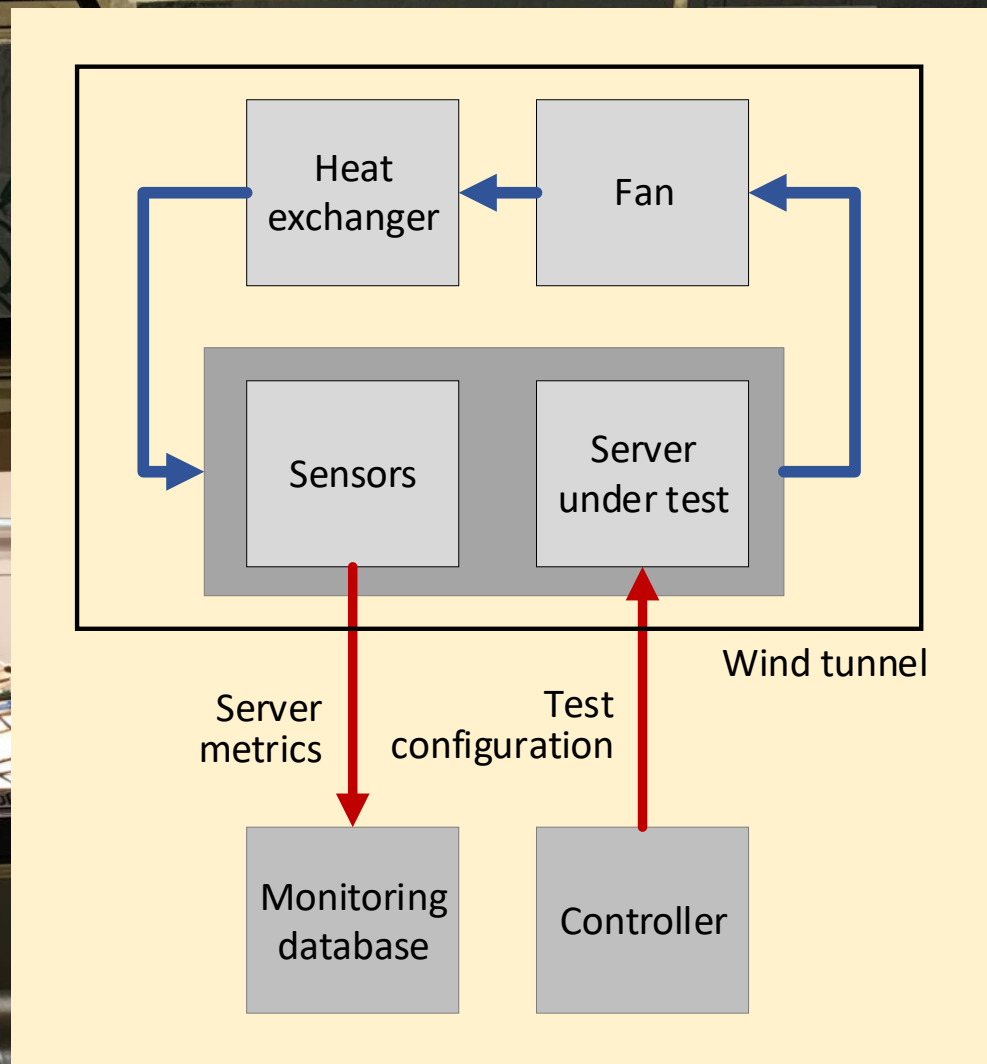 Heat
exchanger
Fan
Sensors
Server
under test
Wind tunnel
Server
metrics
Test
configuration
Monitoring
database
Controller